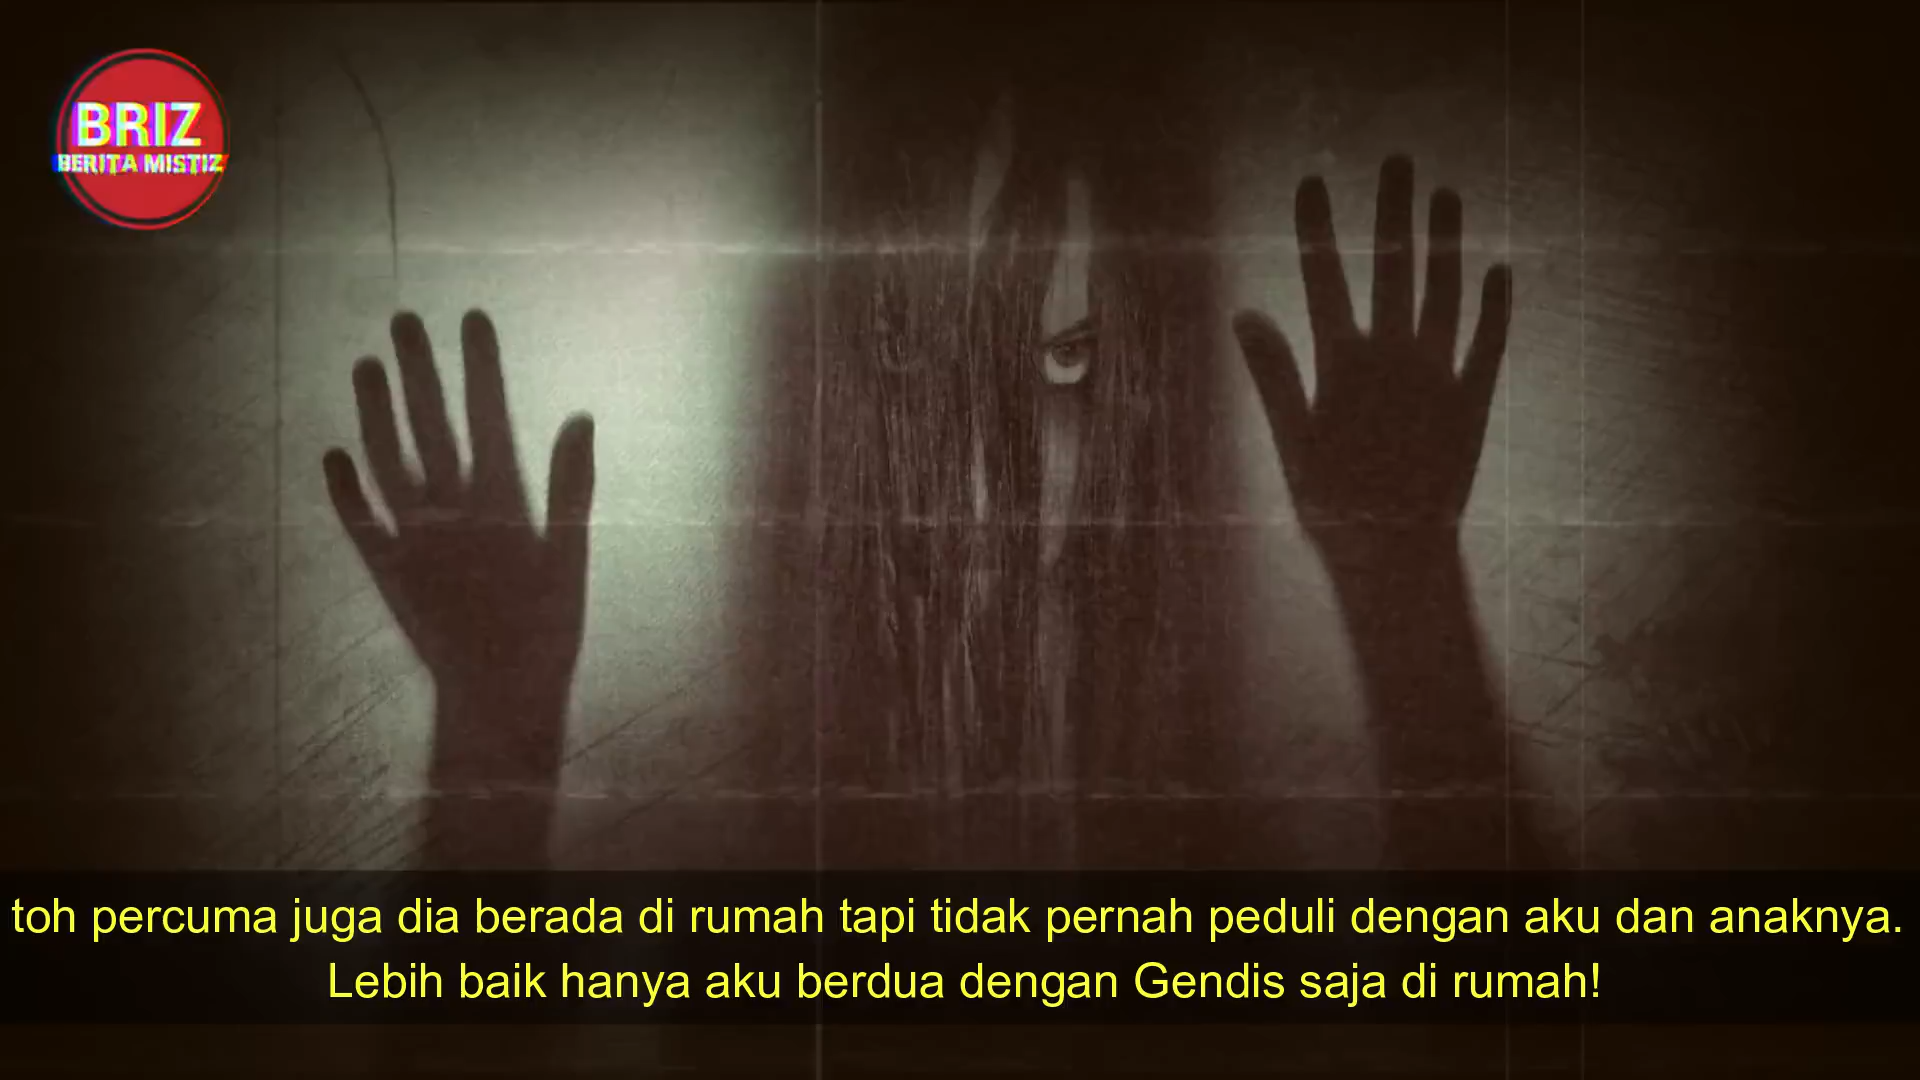 BRIZ
BERITA MISTIZ
toh percuma juga dia berada di rumah tapi tidak pernah peduli dengan aku dan anaknya.
Lebih baik hanya aku berdua dengan Gendis saja di rumah!